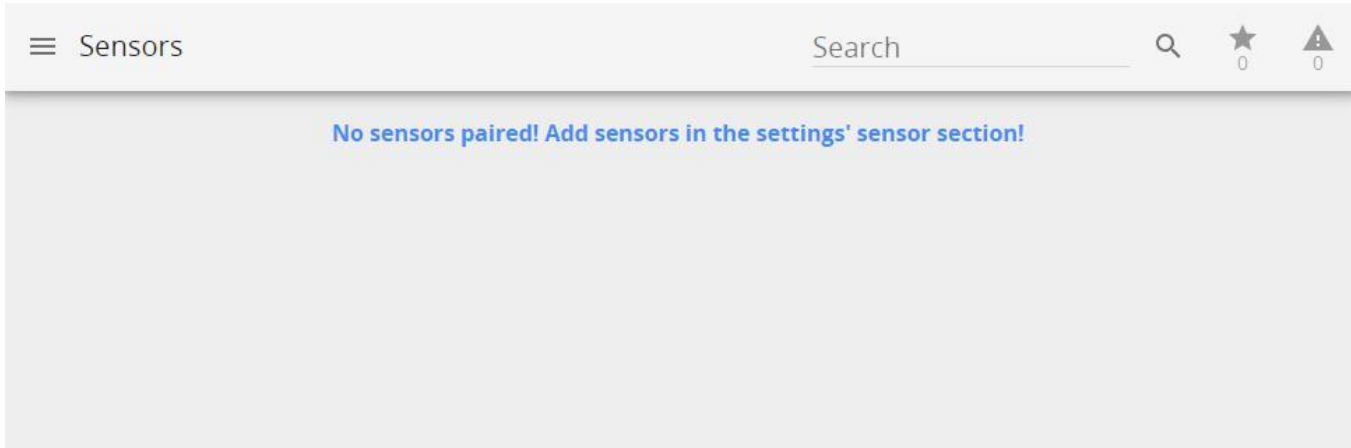 Sensors
Search
0
0
No sensors paired! Add sensors in the settings' sensor section!